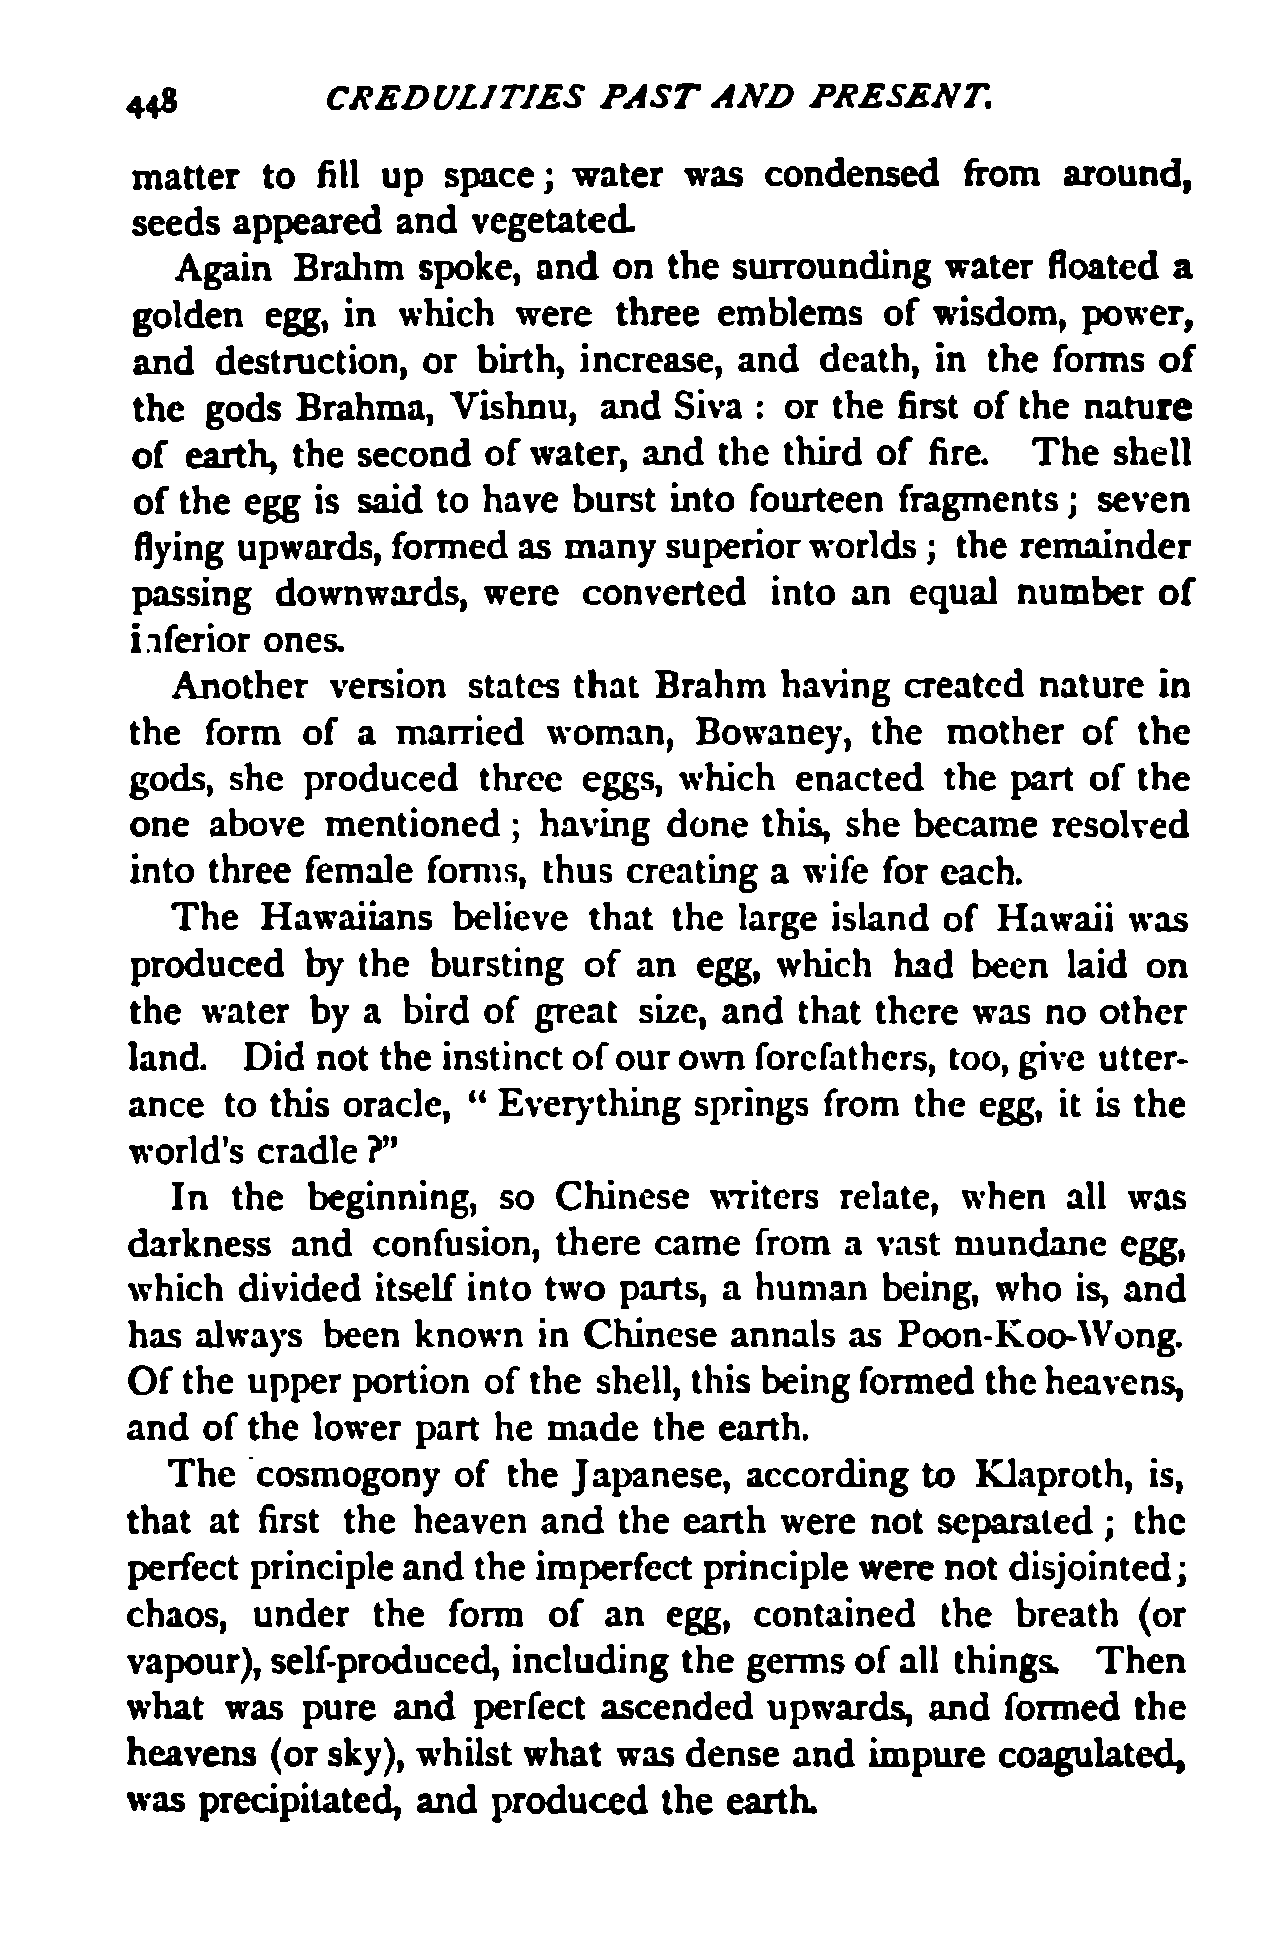 448 CREDULITIES PAST AND PRESENT.
matter to fill up space; water was condensed from around,
seeds appeared and vegetated.
Again Brahm spoke, and on the surrounding water floated a
golden egg, in which were three emblems of wisdom, power,
and destruction, or birth, increase, and death, in the forms of
the gods Brahma, Vishnu, and Siva : or the first of the nature
of earth, the second of water, and the third of fire. The shell
of the egg is said to have burst into fourteen fragments; seven
flying upwards, formed as many superior worlds; the remainder
passing downwards, were converted into an equal number of
inferior ones.
Another version states that Brahm having created nature in
the form of a married woman, Bowaney, the mother of the
gods, she produced three eggs, which enacted the part of the
one above mentioned; having done this, she became resolved
into three female forms, thus creating a wife for each.
The Hawaiians believe that the large island of Hawaii was
produced by the bursting of an egg, which had been laid on
the water by a bird of great size, and that there was no other
land. Did not the instinct of our own forefathers, too, give utter-
ance to this oracle, “ Everything springs from the egg, it is the
world's cradle ?”
In the beginning, so Chinese writers relate, when all was
darkness and confusion, there came from a vast mundane egg,
which divided itself into two parts, a human being, who is, and
has always been known in Chinese annals as Poon-Koo-Wong.
Of the upper portion of the shell, this being formed the heavens,
and of the lower part he made the earth.
The cosmogony of the Japanese, according to Klaproth, is,
that at first the heaven and the earth were not separated; the
perfect principle and the imperfect principle were not disjointed;
chaos, under the form of an egg, contained the breath (or
vapour), self-produced, including the germs of all things. Then
what was pure and perfect ascended upwards, and formed the
heavens (or sky), whilst what was dense and impure coagulated,
was precipitated, and produced the earth.